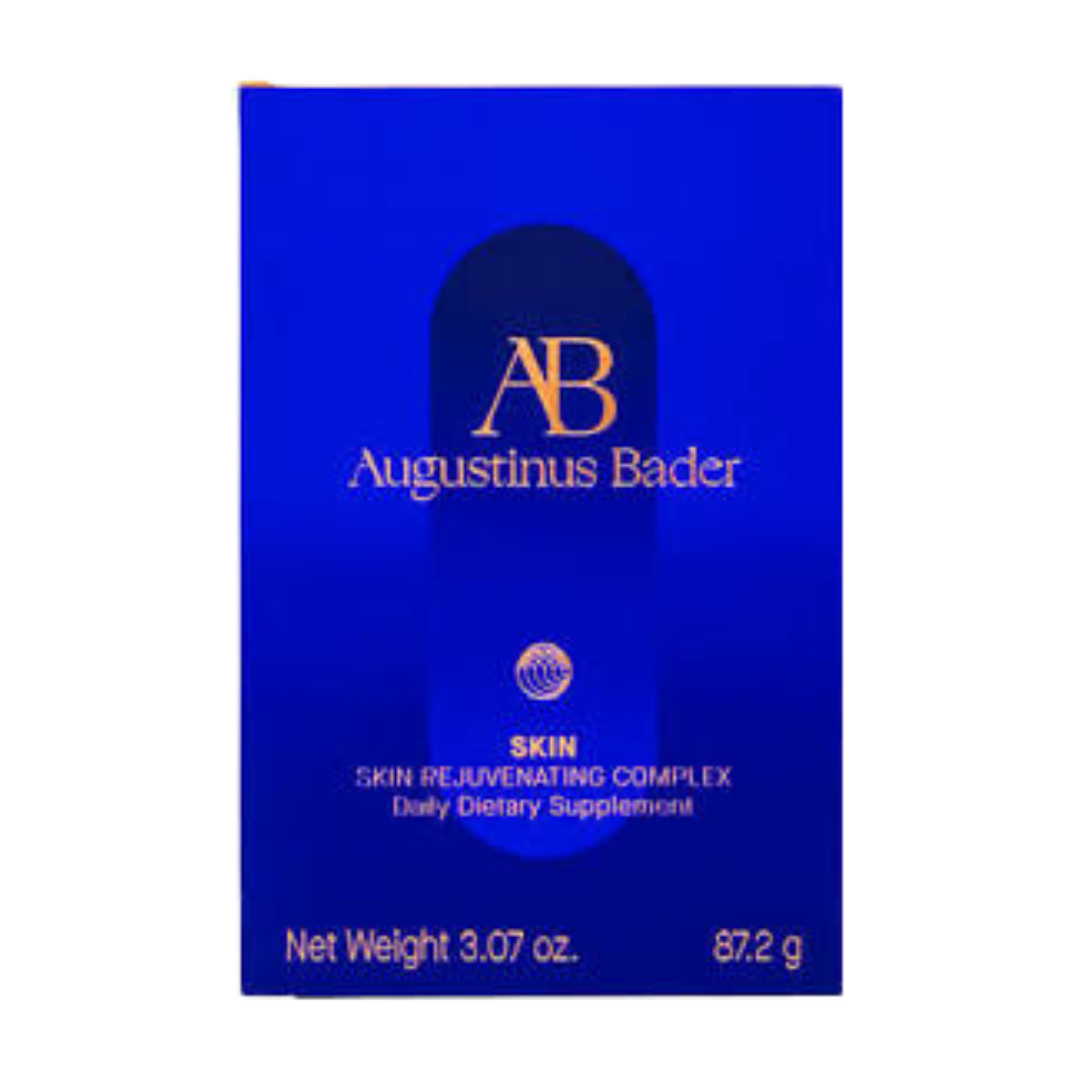 AB
Augustinus Bader
SKIN
SKIN REJUVENATING COMPLEX
Daily Dietary Supplement
Net Weight 3.07 oz. 87.2 g